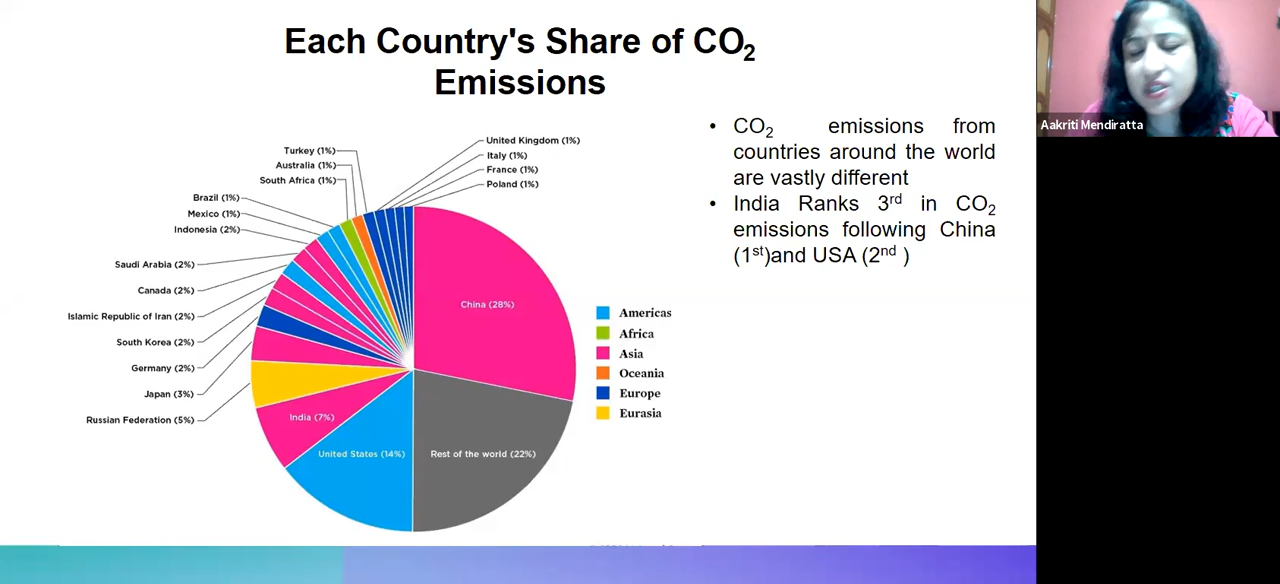 Each Country's Share of CO₂
Emissions
United Kingdom (1%)
Italy (1%)
France (1%)
Poland (1%)
Turkey (1%)
Australia (1%)
South Africa (1%)
Brazil (1%)
Mexico (1%)
Indonesia (2%)
Saudi Arabia (2%)
Canada (2%)
Islamic Republic of Iran (2%)
South Korea (2%)
Germany (2%)
Japan (3%)
Russian Federation (5%)
China (28%)
India (7%)
United States (14%)
Rest of the world (22%)
Americas
Africa
Asia
Oceania
Europe
Eurasia
• CO₂ emissions from
countries around the world
are vastly different
• India Ranks 3rd in CO₂
emissions following China
(1st)and USA (2nd )
Aakriti Mendiratta